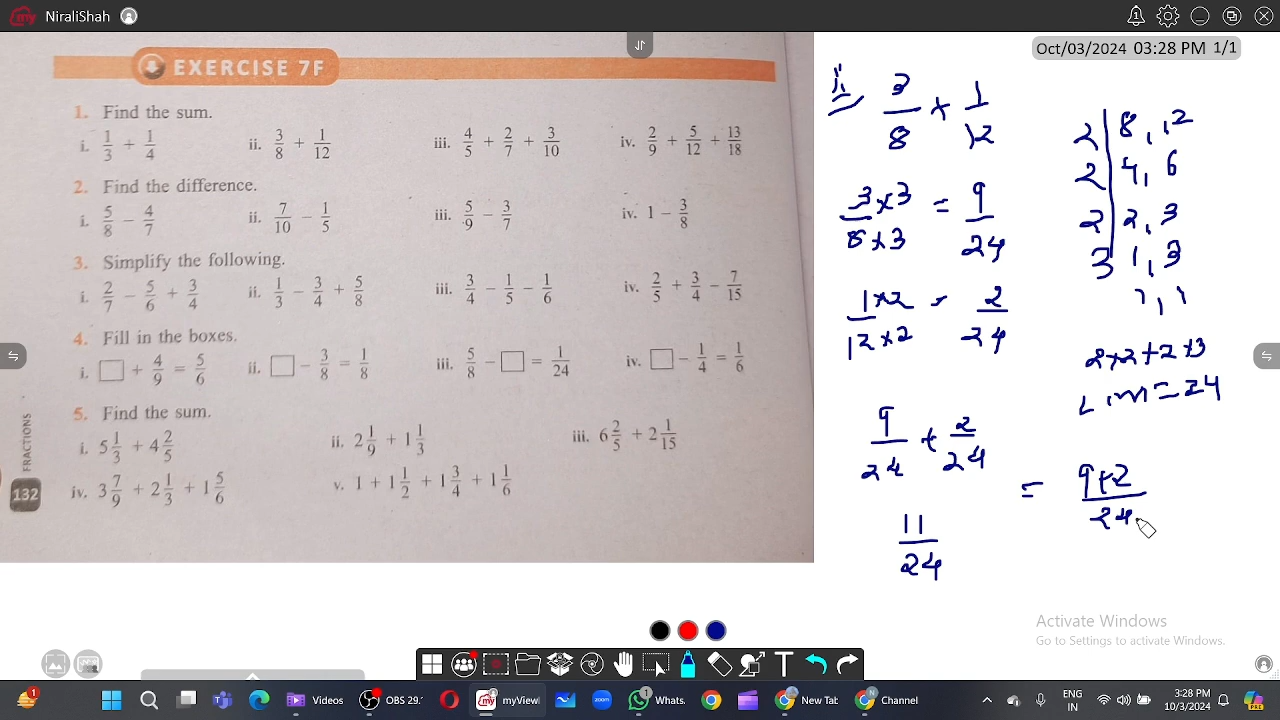 my NiraliShah
Oct/03/2024 03:28 PM 1/1
EXERCISE 7F
1. Find the sum.
i. 1/3 + 1/4 ii. 3/8 + 1/12 iii. 4/5 + 2/7 + 3/10 iv. 2/9 + 5/12 + 13/18
2. Find the difference.
i. 5/8 − 4/7 ii. 7/10 − 1/5 iii. 5/9 − 3/7 iv. 1 − 3/8
3. Simplify the following.
i. 2/7 − 5/6 + 3/4 ii. 1/3 − 3/4 + 5/8 iii. 3/4 − 1/5 − 1/6 iv. 2/5 + 3/4 − 7/15
4. Fill in the boxes.
i. □ + 4/9 = 5/6 ii. □ − 3/8 = 1/8 iii. 5/8 − □ = 1/24 iv. □ − 1/4 = 1/6
5. Find the sum.
i. 5 1/3 + 4 2/5 ii. 2 1/9 + 1 1/3 iii. 6 2/5 + 2 1/15
iv. 3 7/9 + 2 1/3 + 1 5/6 v. 1 + 1 1/2 + 1 3/4 + 1 1/6
FRACTIONS
132
ii, 3/8 + 1/12
3×3/8×3 = 9/24
1×2/12×2 = 2/24
9/24 + 2/24
= 9+2/24
11/24
2 | 8, 12
2 | 4, 6
2 | 2, 3
3 | 1, 3
1, 1
2×2×2×3
Lcm = 24
Activate Windows
Go to Settings to activate Windows.
T
1
Videos
OBS 29.
myViewl
zoom
1
Whats.
New Tab
Channel
ENG
IN
3:28 PM
10/3/2024